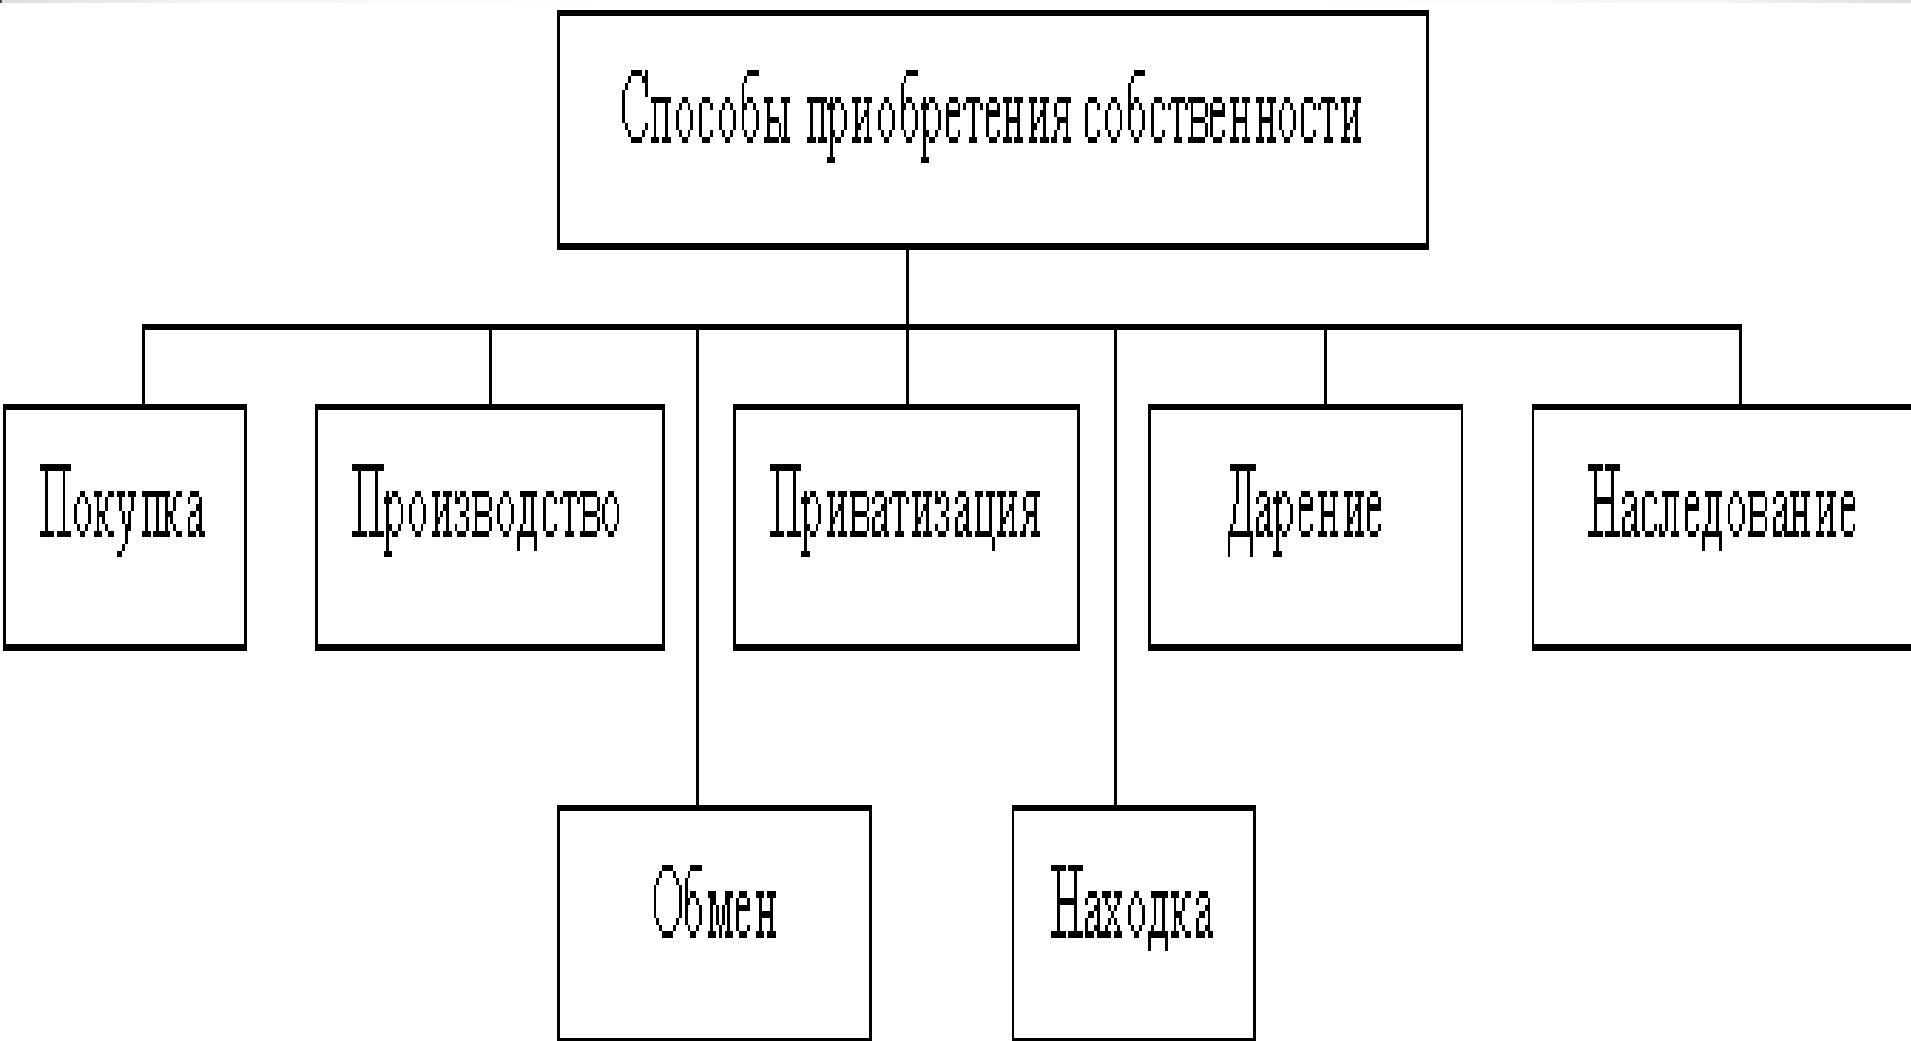 Способы приобретения собственности
Покупка
Производство
Приватизация
Дарение
Наследование
Обмен
Находка